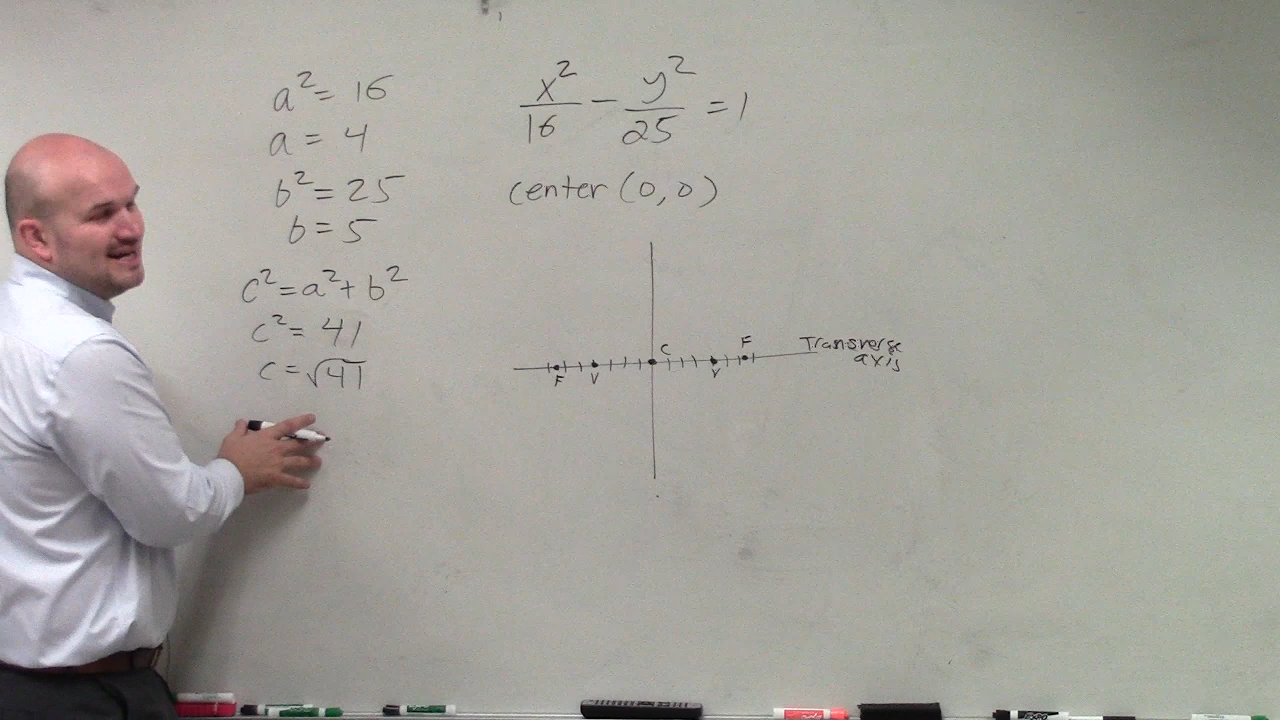 a² = 16
a = 4
b² = 25
b = 5
c² = a² + b²
c² = 41
c = √41
x²/16 − y²/25 = 1
center (0,0)
C
F
Transverse
axis
F
V
V
EXPO